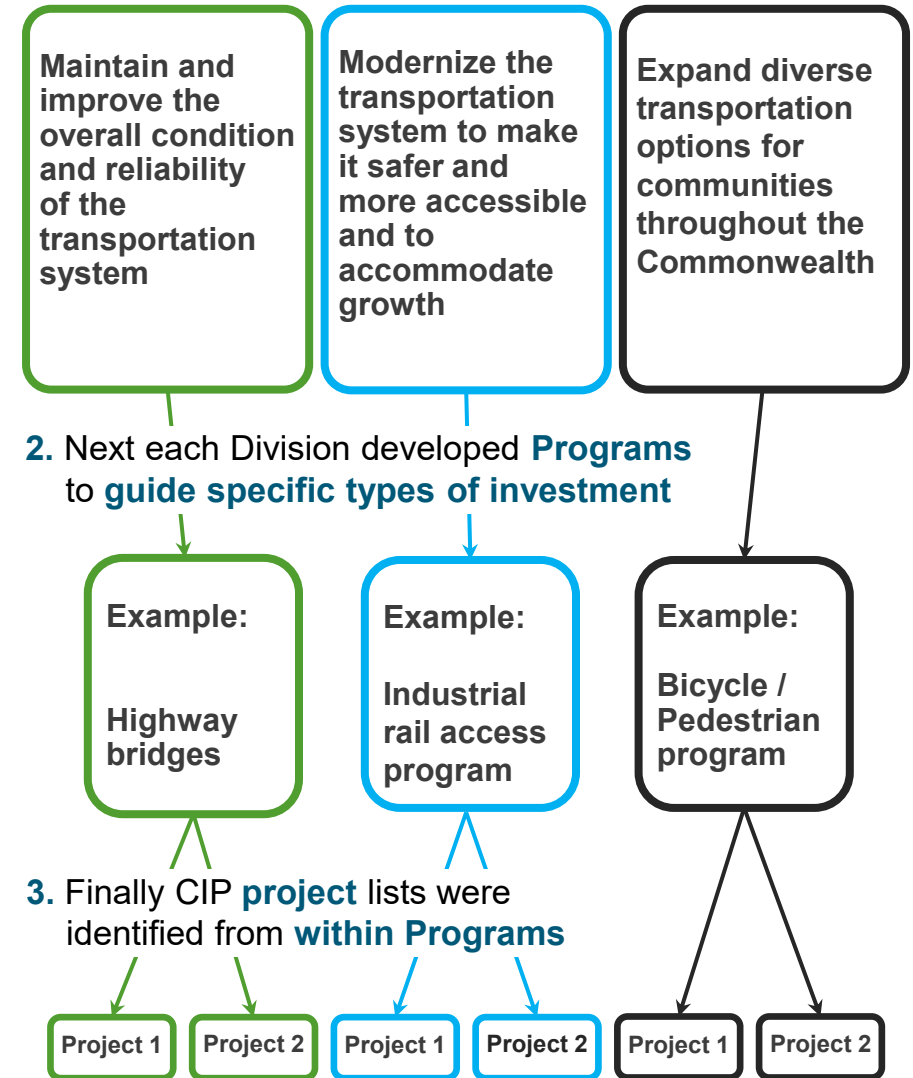 Maintain and
improve the
overall condition
and reliability
of the
transportation
system
Modernize the
transportation
system to make
it safer and
more accessible
and to
accommodate
growth
Expand diverse
transportation
options for
communities
throughout the
Commonwealth
2. Next each Division developed Programs
to guide specific types of investment
Example:
Highway
bridges
Example:
Industrial
rail access
program
Example:
Bicycle /
Pedestrian
program
3. Finally CIP project lists were
identified from within Programs
Project 1
Project 2
Project 1
Project 2
Project 1
Project 2